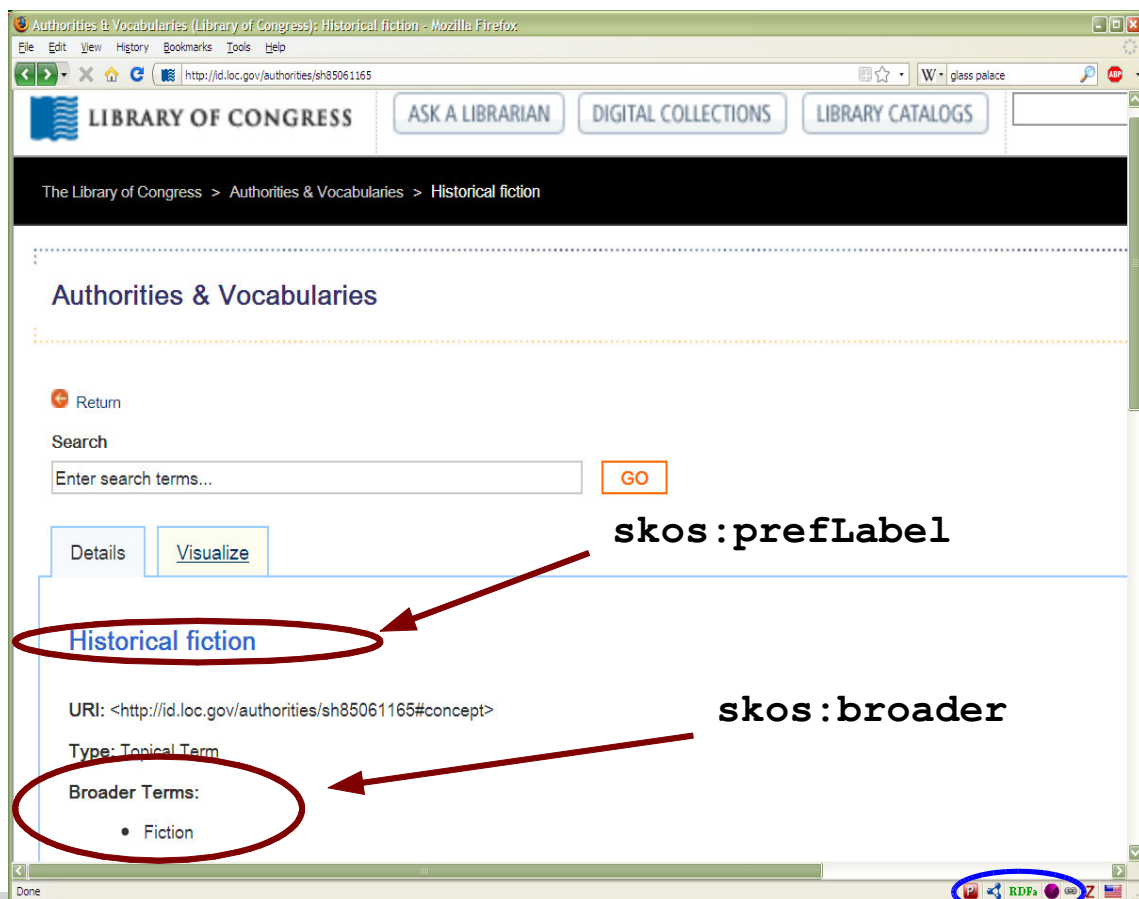 Authorities & Vocabularies (Library of Congress): Historical fiction - Mozilla Firefox
File Edit View History Bookmarks Tools Help
http://id.loc.gov/authorities/sh85061165 W glass palace ABP
LIBRARY OF CONGRESS ASK A LIBRARIAN DIGITAL COLLECTIONS LIBRARY CATALOGS
The Library of Congress > Authorities & Vocabularies > Historical fiction
Authorities & Vocabularies
Return
Search
Enter search terms... GO
skos:prefLabel
Details Visualize
Historical fiction
skos:broader
URI: <http://id.loc.gov/authorities/sh85061165#concept>
Type: Topical Term
Broader Terms:
• Fiction
Done P RDFa Z